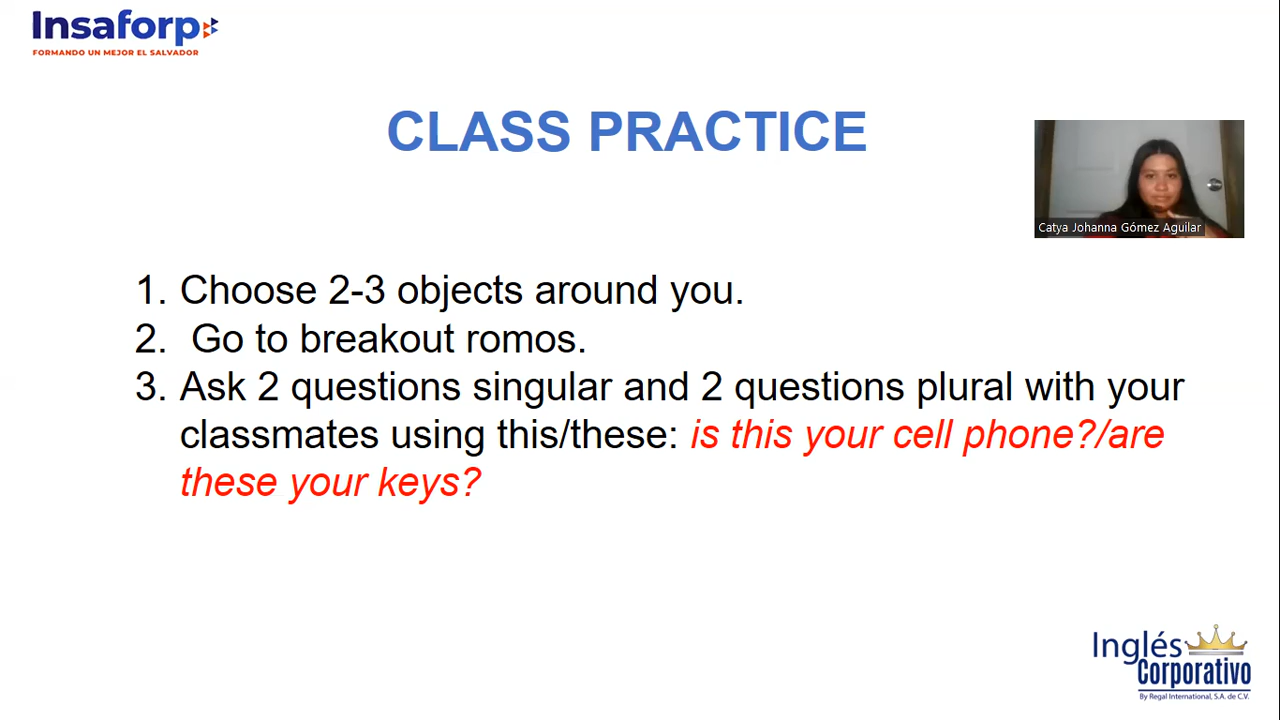 Insaforp
FORMANDO UN MEJOR EL SALVADOR
CLASS PRACTICE
Catya Johanna Gómez Aguilar
1. Choose 2-3 objects around you.
2. Go to breakout romos.
3. Ask 2 questions singular and 2 questions plural with your
classmates using this/these: is this your cell phone?/are
these your keys?
Inglés
Corporativo
By Regal International, S.A. de C.V.